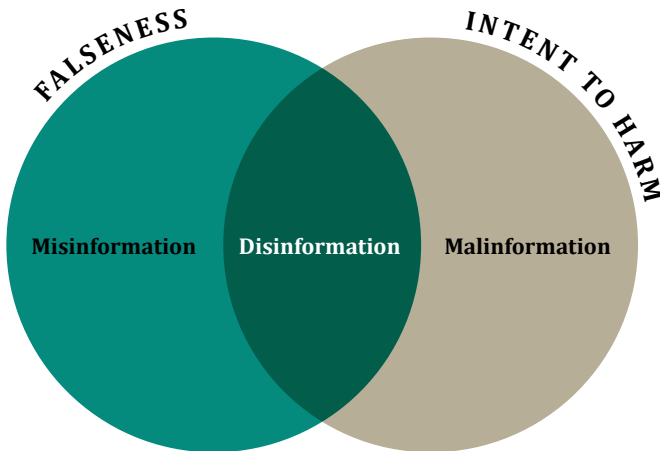 FALSENESS
INTENT TO HARM
Misinformation
Disinformation
Malinformation